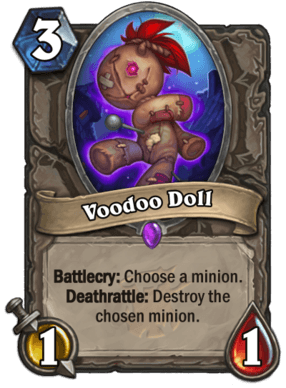 3
Voodoo Doll
Battlecry: Choose a minion.
Deathrattle: Destroy the
chosen minion.
1 1